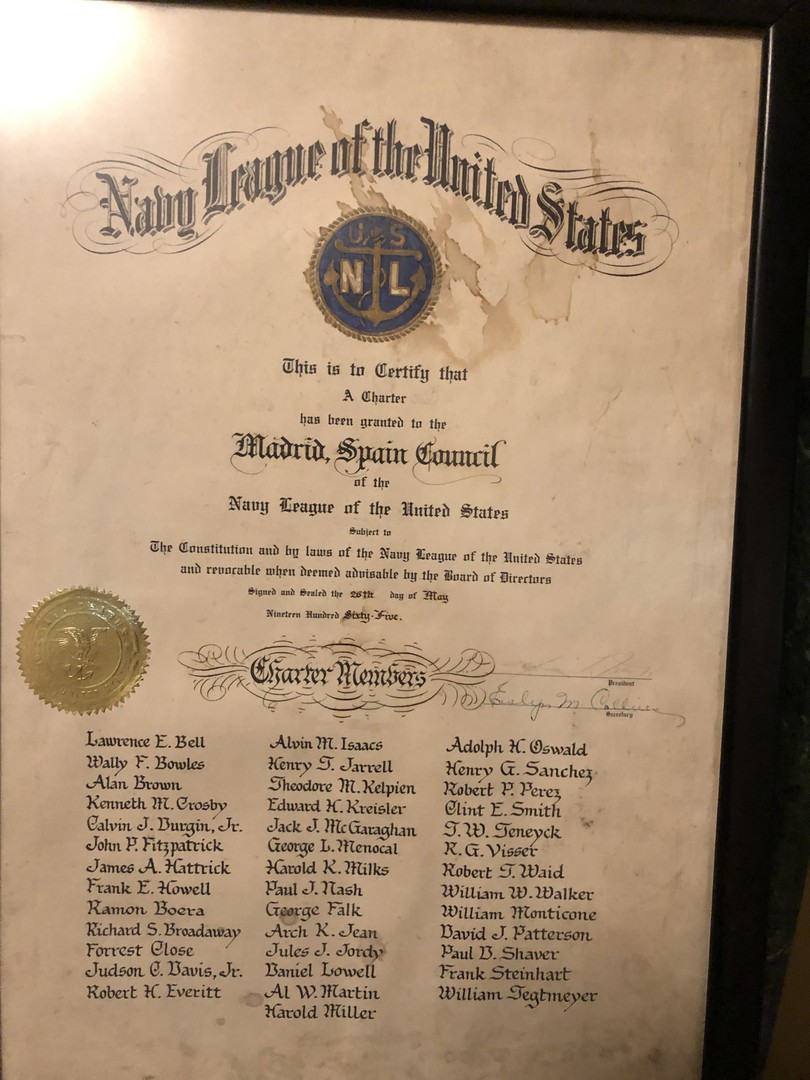 Navy League of the United States
U S
N L
This is to Certify that
A Charter
has been granted to the
Madrid, Spain Council
of the
Navy League of the United States
Subject to
The Constitution and by laws of the Navy League of the United States
and revocable when deemed advisable by the Board of Directors
Signed and Sealed the 26th day of May
Nineteen Hundred Sixty-Five.
Charter Members
President
Evelyn M. Collins
Secretary
Lawrence E. Bell
Wally F. Bowles
Alan Brown
Kenneth M. Crosby
Calvin J. Burgin, Jr.
John P. Fitzpatrick
James A. Hattrick
Frank E. Howell
Ramon Boera
Richard S. Broadaway
Forrest Close
Judson C. Davis, Jr.
Robert H. Everitt
Alvin M. Isaacs
Henry T. Jarrell
Theodore M. Kelpien
Edward H. Kreisler
Jack J. McGaraghan
George L. Menocal
Harold K. Milks
Paul J. Nash
George Falk
Arch K. Jean
Jules J. Jordy
Daniel Lowell
Al W. Martin
Harold Miller
Adolph H. Oswald
Henry G. Sanchez
Robert P. Perez
Clint E. Smith
T. W. Teneyck
R. G. Visser
Robert T. Waid
William W. Walker
William Monticone
David J. Patterson
Paul B. Shaver
Frank Steinhart
William Tegtmeyer